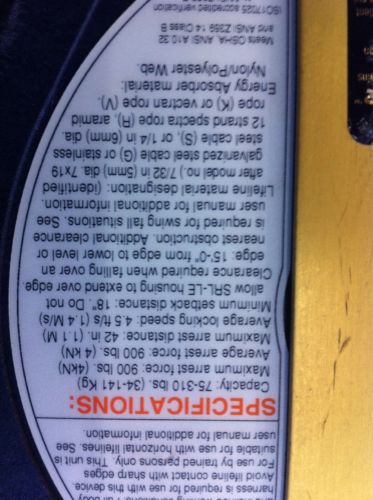 harness is required for use with this device.
Avoid lifeline contact with sharp edges
For use by trained persons only. This unit is
suitable for use with horizontal lifelines. See
user manual for additional information.
SPECIFICATIONS:
Capacity: 75-310 lbs. (34-141 Kg)
Maximum arrest force: 900 lbs. (4kN)
Average arrest force: 900 lbs. (4 kN)
Maximum arrest distance: 42 in. (1.1 M)
Average locking speed: 4.5 ft/s (1.4 M/s)
Minimum setback distance: 18". Do not
allow SRL-LE housing to extend over edge
Clearance required when falling over an
edge: 15'-0" from edge to lower level or
nearest obstruction. Additional clearance
is required for swing fall situations. See
user manual for additional information.
Lifeline material designation: (identified
after model no.) 7/32 in (5mm) dia. 7x19
galvanized steel cable (G) or stainless
steel cable (S), or 1/4 in (6mm) dia.
12 strand spectra rope (R), aramid
rope (K) or vectran rope (V).
Energy Absorber material:
Nylon/Polyester Web.
Meets OSHA, ANSI A10.32
and ANSI Z359.14 Class B
ISO17025 accredited verification